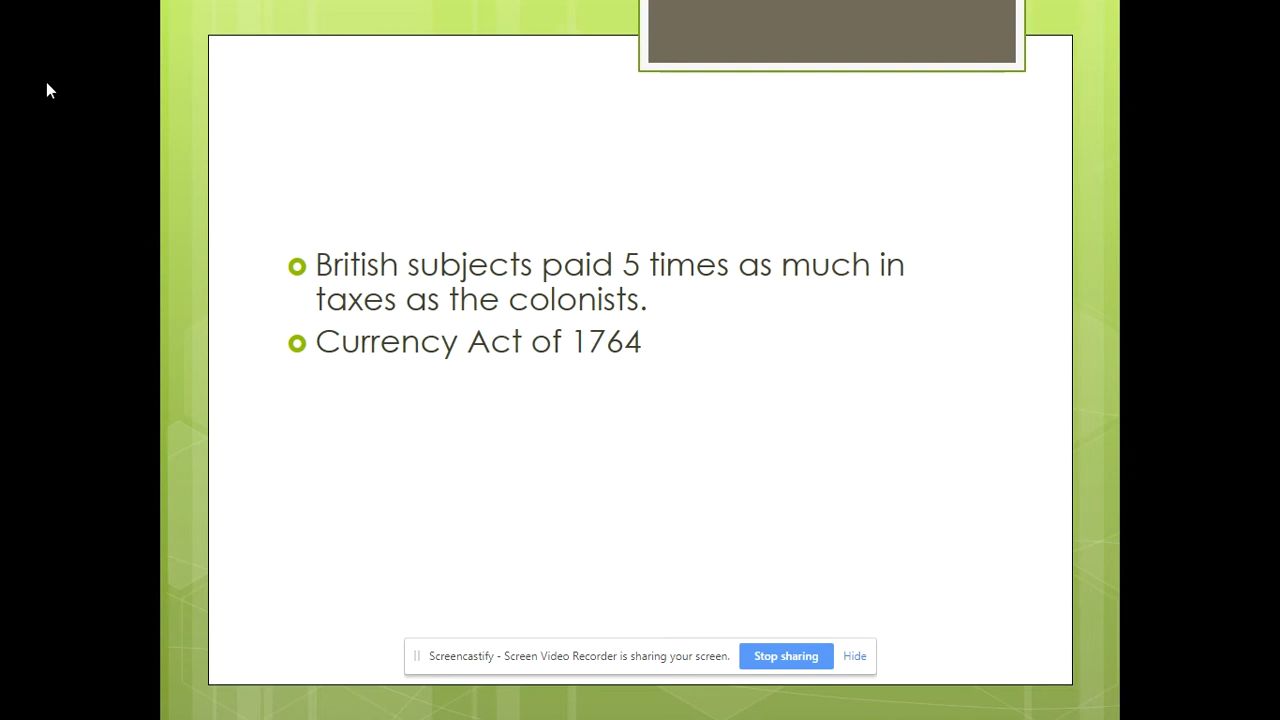 British subjects paid 5 times as much in
taxes as the colonists.
Currency Act of 1764
Screencastify - Screen Video Recorder is sharing your screen. Stop sharing Hide